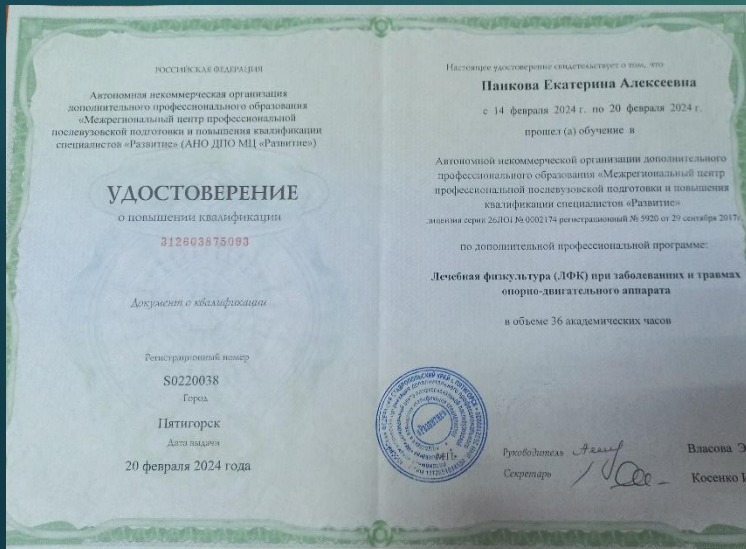 РОССИЙСКАЯ ФЕДЕРАЦИЯ
Автономная некоммерческая организация
дополнительного профессионального образования
«Межрегиональный центр профессиональной
послевузовской подготовки и повышения квалификации
специалистов «Развитие» (АНО ДПО МЦ «Развитие»)
УДОСТОВЕРЕНИЕ
о повышении квалификации
312603875093
Документ о квалификации
Регистрационный номер
S0220038
Город
Пятигорск
Дата выдачи
20 февраля 2024 года
Настоящее удостоверение свидетельствует о том, что
Панкова Екатерина Алексеевна
с 14 февраля 2024 г. по 20 февраля 2024 г.
прошел (а) обучение в
Автономной некоммерческой организации дополнительного
профессионального образования «Межрегиональный центр
профессиональной послевузовской подготовки и повышения
квалификации специалистов «Развитие»
лицензия серия 26Л01 № 0002174 регистрационный № 5920 от 29 сентября 2017г.
по дополнительной профессиональной программе:
Лечебная физкультура (ЛФК) при заболеваниях и травмах
опорно-двигательного аппарата
в объеме 36 академических часов
«Развитие»
М.П.
Руководитель Власова Э
Секретарь Косенко И